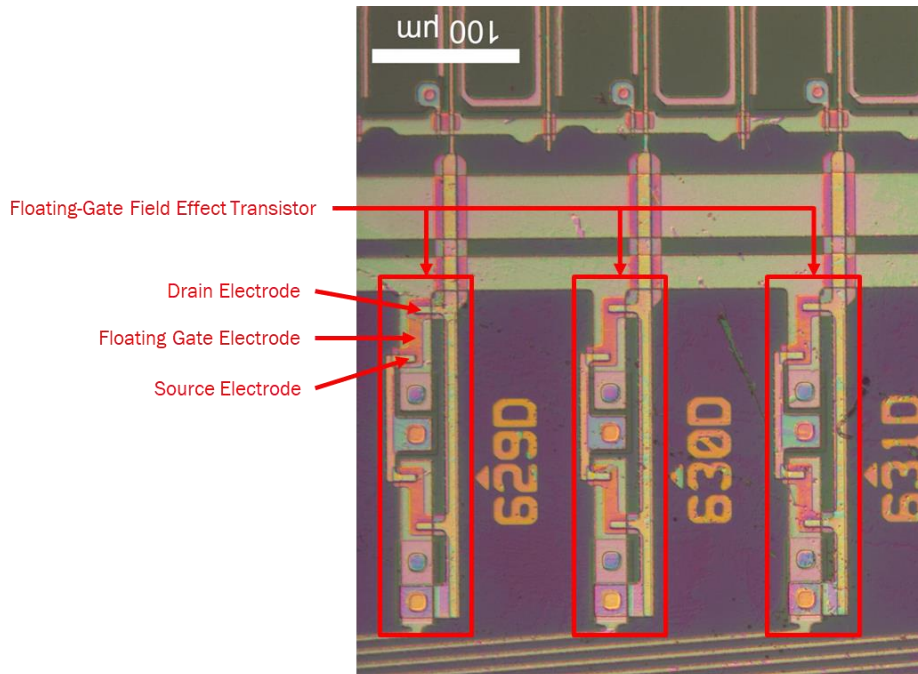 100 µm
Floating-Gate Field Effect Transistor
Drain Electrode
Floating Gate Electrode
Source Electrode
629D
630D
631D